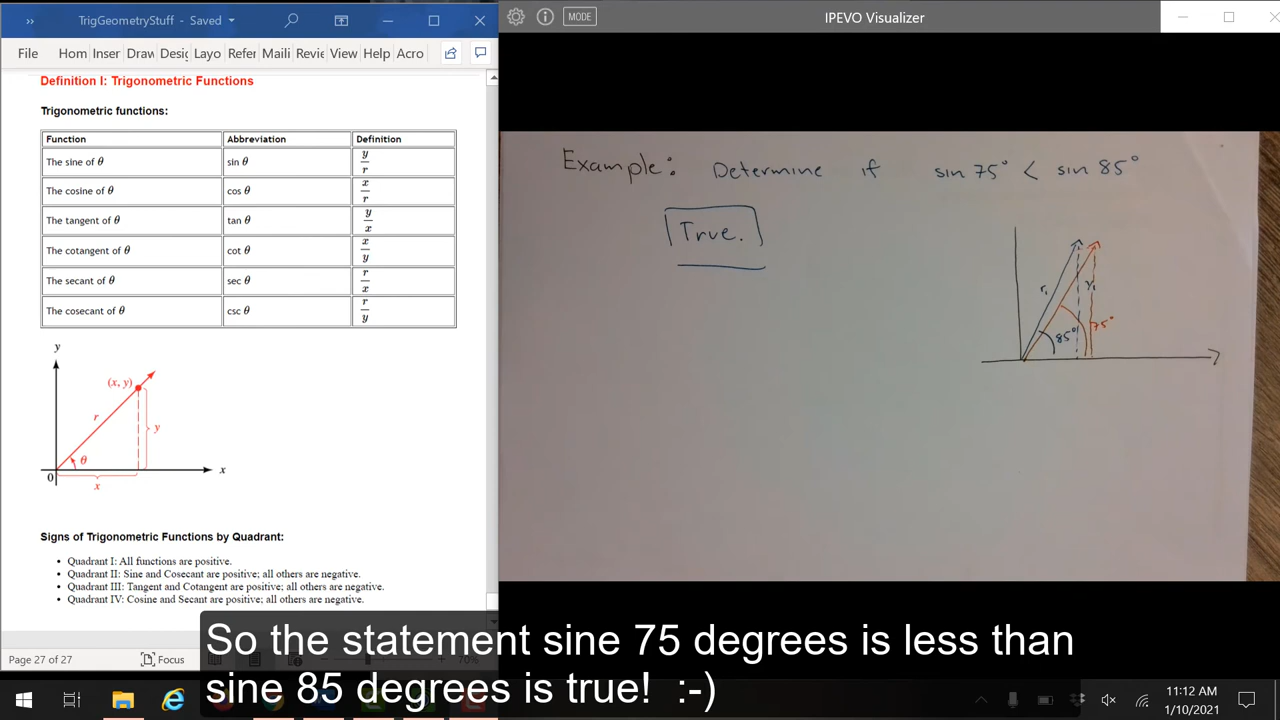 TrigGeometryStuff - Saved
File Hom Inser Draw Desig Layo Refer Maili Revie View Help Acro
Definition I: Trigonometric Functions
Trigonometric functions:
Function Abbreviation Definition
The sine of θ sin θ y/r
The cosine of θ cos θ x/r
The tangent of θ tan θ y/x
The cotangent of θ cot θ x/y
The secant of θ sec θ r/x
The cosecant of θ csc θ r/y
y
(x, y)
r
y
θ
0
x
x
Signs of Trigonometric Functions by Quadrant:
• Quadrant I: All functions are positive.
• Quadrant II: Sine and Cosecant are positive; all others are negative.
• Quadrant III: Tangent and Cotangent are positive; all others are negative.
• Quadrant IV: Cosine and Secant are positive; all others are negative.
Page 27 of 27 Focus 70%
MODE IPEVO Visualizer
Example: Determine if sin 75° < sin 85°
True.
r₁
y₁
85°
75°
So the statement sine 75 degrees is less than
sine 85 degrees is true! :-)
11:12 AM
1/10/2021